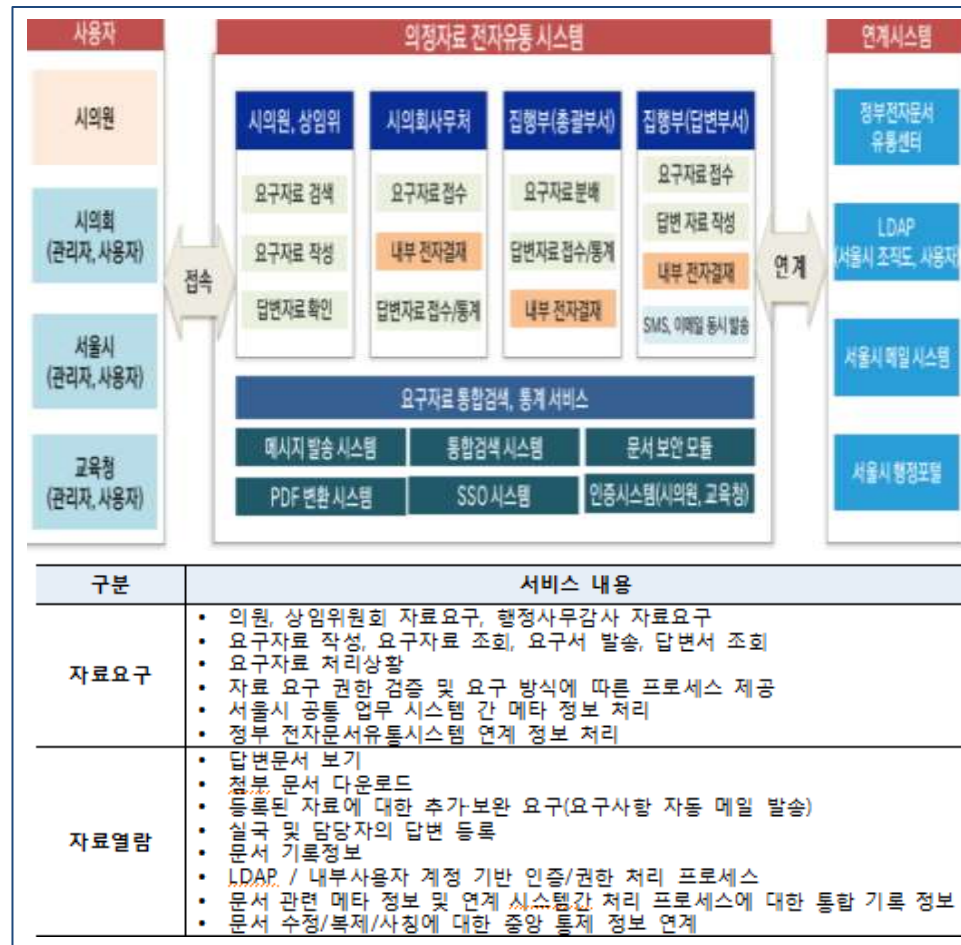 사용자
의정자료 전자유통 시스템
연계시스템
시의원
시의회
(관리자, 사용자)
서울시
(관리자, 사용자)
교육청
(관리자, 사용자)
접속
시의원, 상임위
요구자료 검색
요구자료 작성
답변자료 확인
시의회사무처
요구자료 접수
내부 전자결재
답변자료 접수/통계
집행부(총괄부서)
요구자료 분배
답변자료 접수/통계
내부 전자결재
집행부(답변부서)
요구자료 접수
답변 자료 작성
내부 전자결재
SMS, 이메일 동시 발송
요구자료 통합검색, 통계 서비스
메시지 발송 시스템
통합검색 시스템
문서 보안 모듈
PDF 변환 시스템
SSO 시스템
인증시스템(시의원, 교육청)
연계
정부전자문서
유통센터
LDAP
(서울시 조직도, 사용자)
서울시 메일 시스템
서울시 행정포털
구분
서비스 내용
자료요구
• 의원, 상임위원회 자료요구, 행정사무감사 자료요구
• 요구자료 작성, 요구자료 조회, 요구서 발송, 답변서 조회
• 요구자료 처리상황
• 자료 요구 권한 검증 및 요구 방식에 따른 프로세스 제공
• 서울시 공통 업무 시스템 간 메타 정보 처리
• 정부 전자문서유통시스템 연계 정보 처리
자료열람
• 답변문서 보기
• 첨부 문서 다운로드
• 등록된 자료에 대한 추가·보완 요구(요구사항 자동 메일 발송)
• 실국 및 담당자의 답변 등록
• 문서 기록정보
• LDAP / 내부사용자 계정 기반 인증/권한 처리 프로세스
• 문서 관련 메타 정보 및 연계 시스템간 처리 프로세스에 대한 통합 기록 정보
• 문서 수정/복제/사칭에 대한 중앙 통제 정보 연계